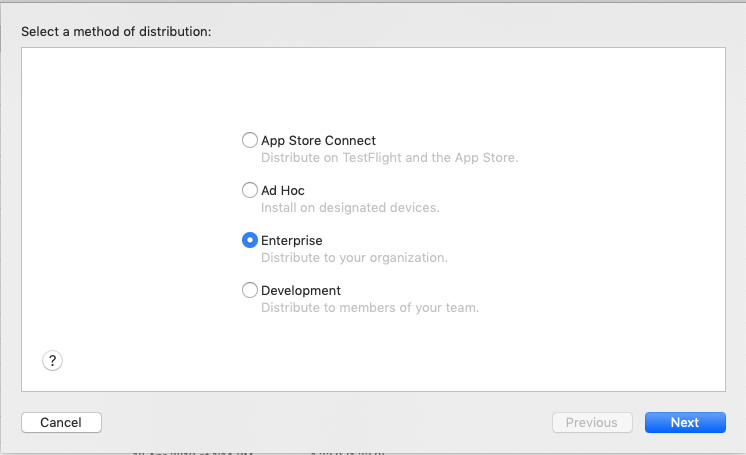 Select a method of distribution:
App Store Connect
Distribute on TestFlight and the App Store.
Ad Hoc
Install on designated devices.
Enterprise
Distribute to your organization.
Development
Distribute to members of your team.
?
Cancel
Previous
Next